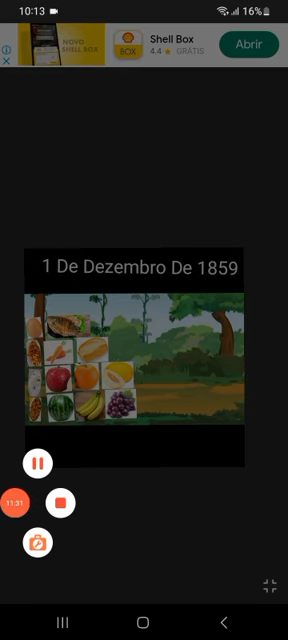 10:13
16%
NOVO
SHELL BOX
BOX
Shell Box
4.4 ★ GRÁTIS
Abrir
1 De Dezembro De 1859
11:31